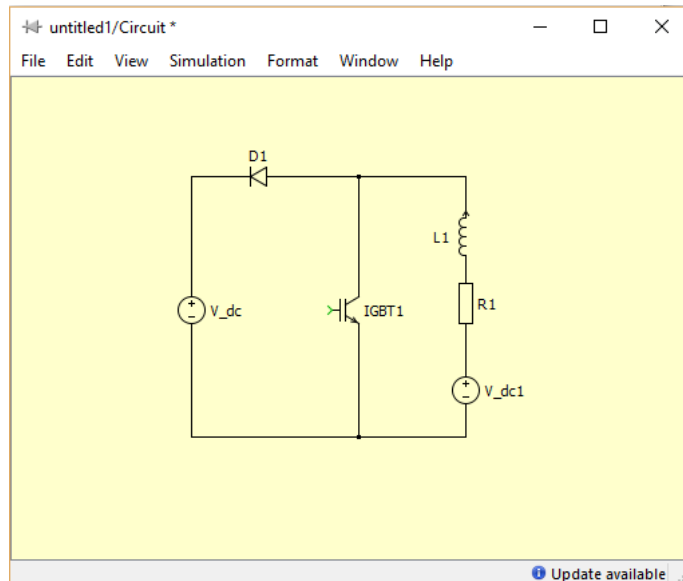 untitled1/Circuit *
File Edit View Simulation Format Window Help
D1
L1
V_dc
IGBT1
R1
V_dc1
Update available